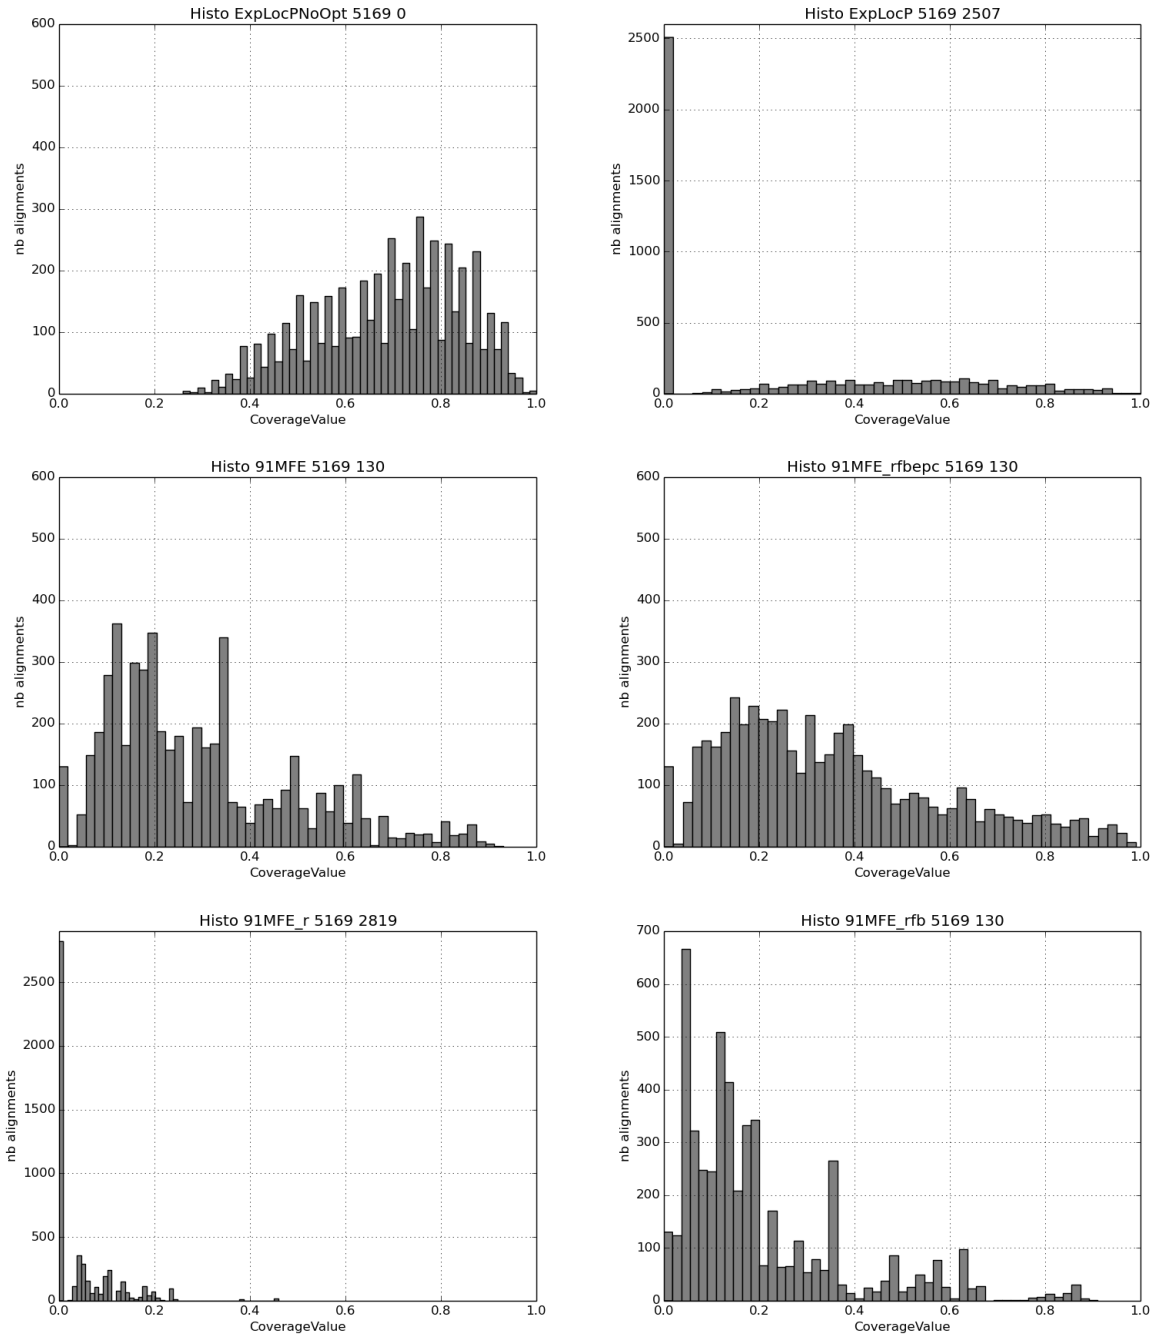 Histo ExpLocPNoOpt 5169 0
600
500
400
300
200
100
0
nb alignments
0.0 0.2 0.4 0.6 0.8 1.0
CoverageValue
Histo ExpLocP 5169 2507
2500
2000
1500
1000
500
0
nb alignments
0.0 0.2 0.4 0.6 0.8 1.0
CoverageValue
Histo 91MFE 5169 130
600
500
400
300
200
100
0
nb alignments
0.0 0.2 0.4 0.6 0.8 1.0
CoverageValue
Histo 91MFE_rfbepc 5169 130
600
500
400
300
200
100
0
nb alignments
0.0 0.2 0.4 0.6 0.8 1.0
CoverageValue
Histo 91MFE_r 5169 2819
2500
2000
1500
1000
500
0
nb alignments
0.0 0.2 0.4 0.6 0.8 1.0
CoverageValue
Histo 91MFE_rfb 5169 130
700
600
500
400
300
200
100
0
nb alignments
0.0 0.2 0.4 0.6 0.8 1.0
CoverageValue